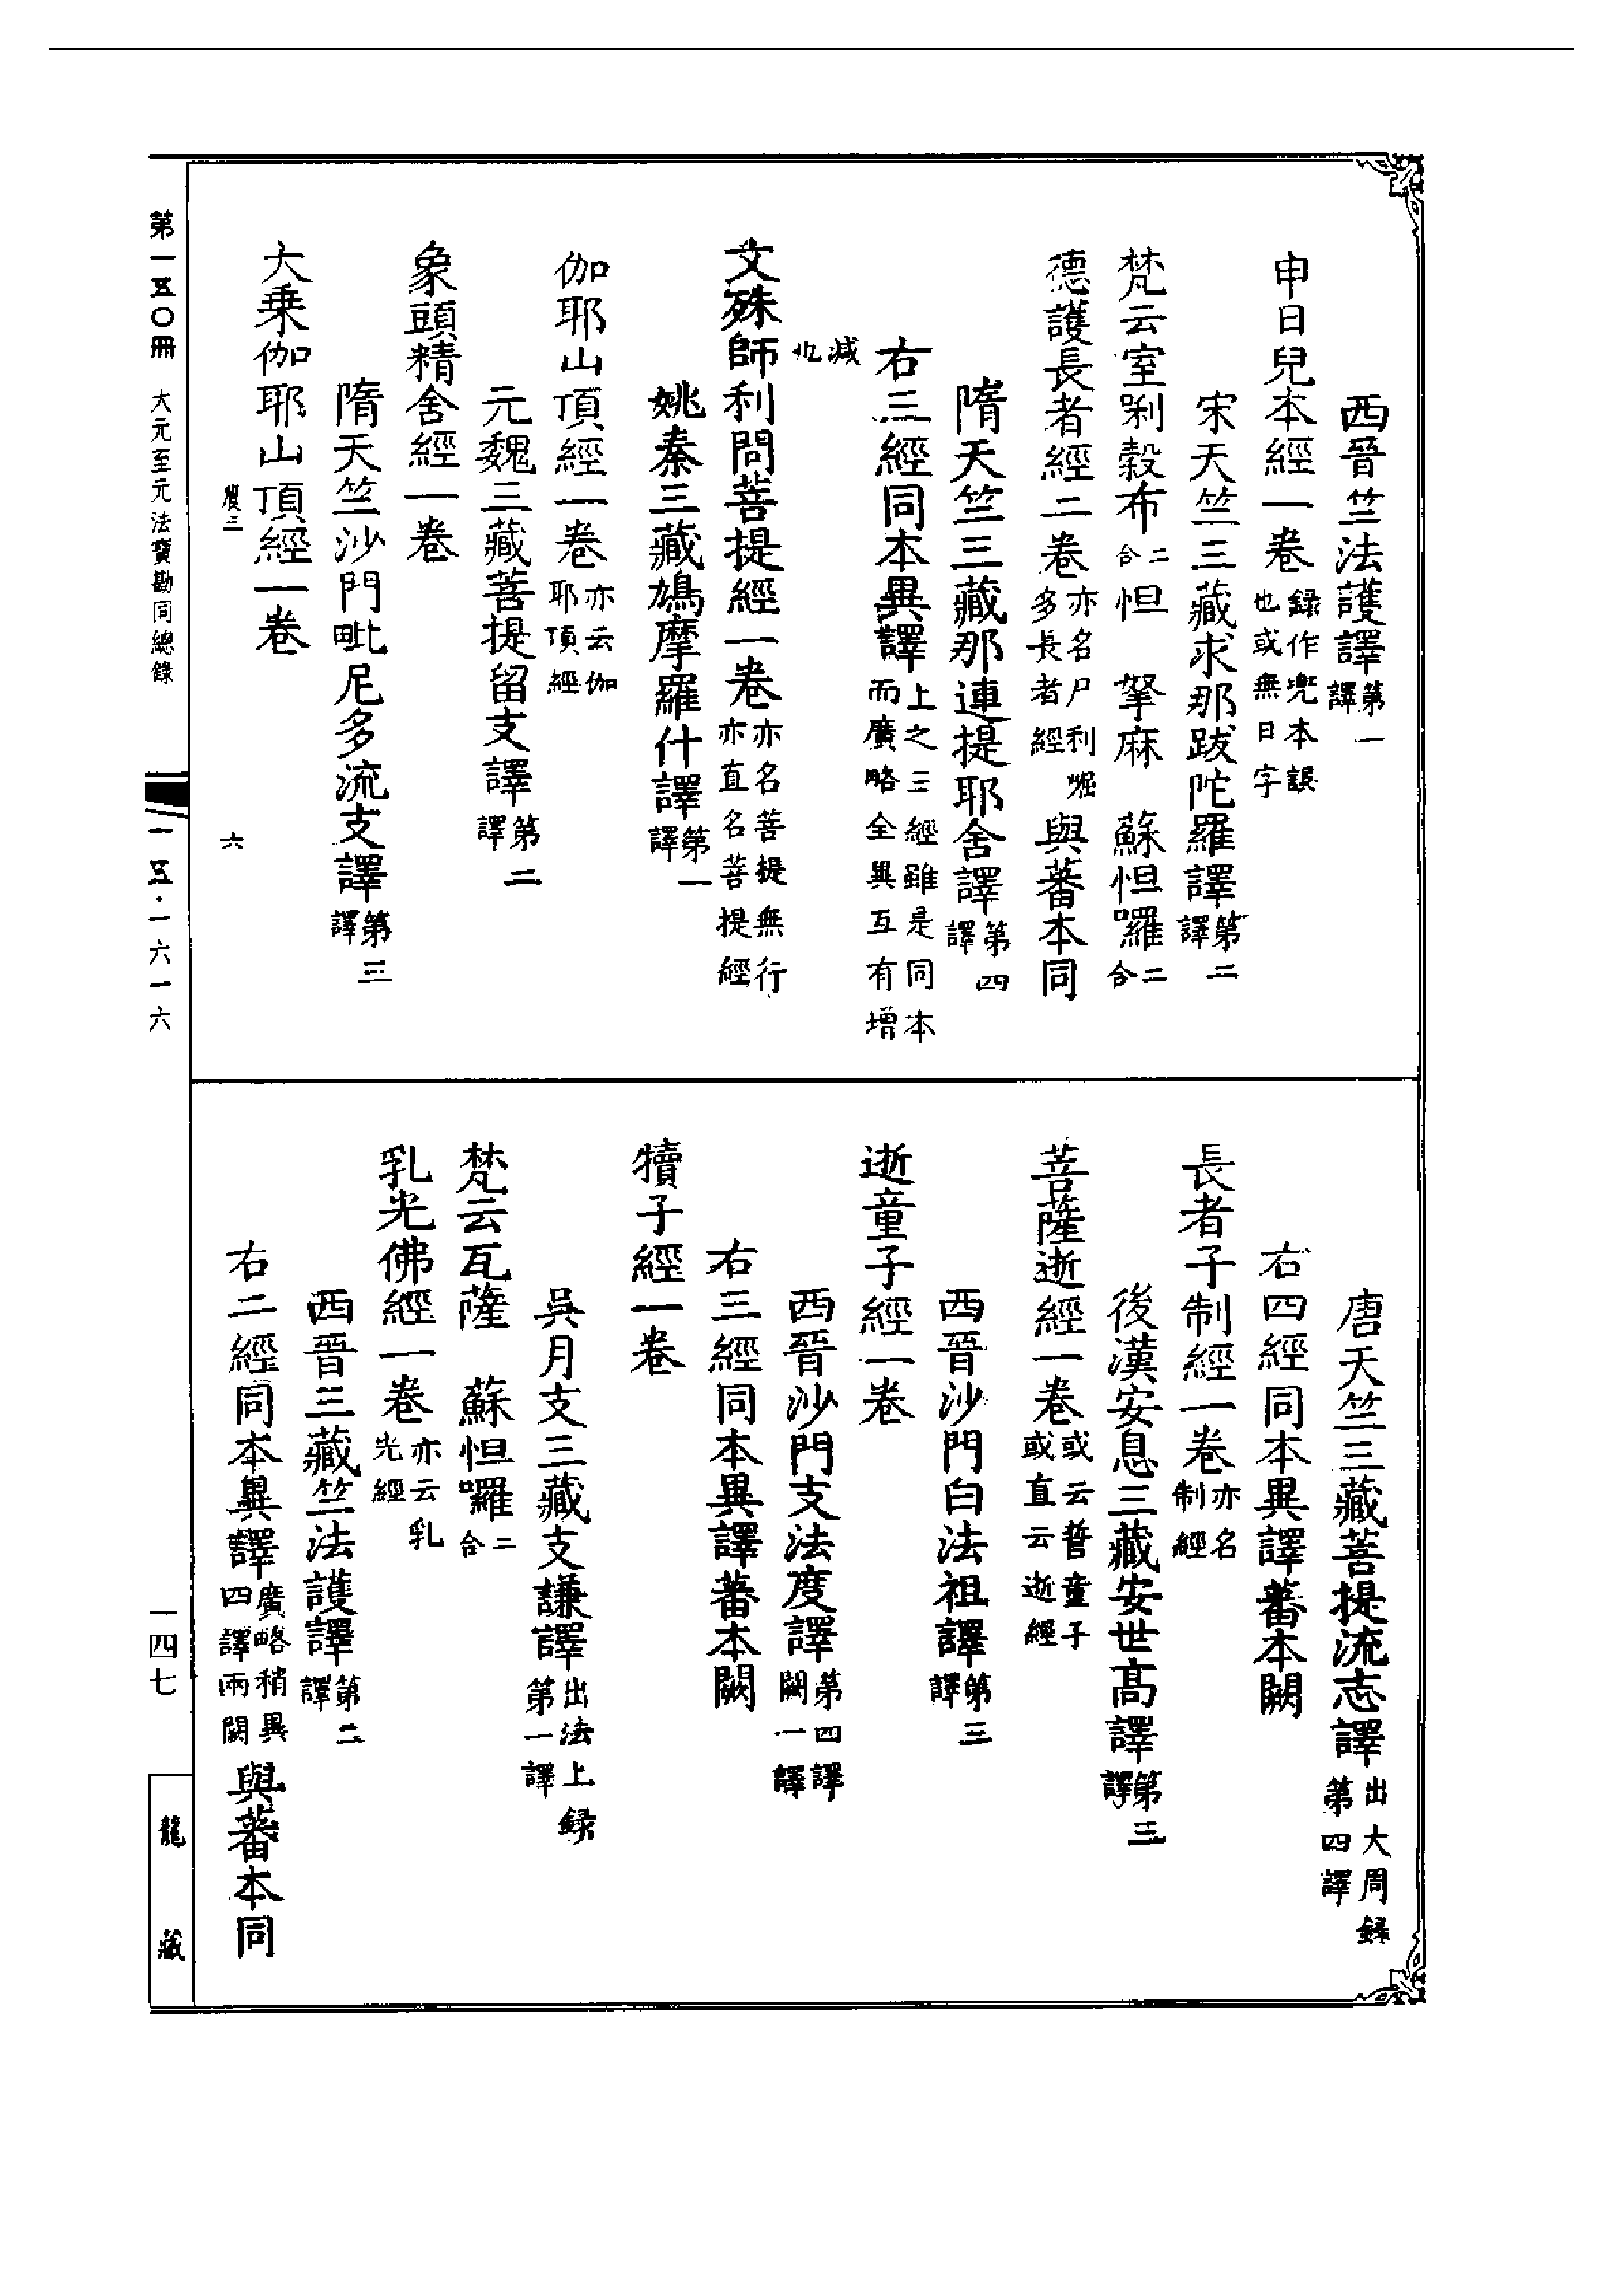 西晉竺法護譯第一譯
申日兒本經一卷錄作兜本誤也或無日字
宋天竺三藏求那跋陀羅譯第二譯
梵云室唎穀布二合怛　拏麻　蘇怛囉二合
德護長者經二卷亦名尸利崛多長者經與蕃本同
隋天竺三藏那連提耶舍譯第四譯
右三經同本異譯上之三經雖是同本而廣略全異互有增
減也
文殊師利問菩提經一卷亦名菩提無行亦直名菩提經
姚秦三藏鳩摩羅什譯第一譯
伽耶山頂經一卷亦云伽耶頂經
元魏三藏菩提留支譯第二譯
象頭精舍經一卷
隋天竺沙門毗尼多流支譯第三譯
大乘伽耶山頂經一卷
唐天竺三藏菩提流志譯出大周錄第四譯
右四經同本異譯蕃本闕
長者子制經一卷亦名制經
後漢安息三藏安世高譯第三譯
菩薩逝經一卷或云誓童子或直云逝經
西晉沙門白法祖譯第三譯
逝童子經一卷
西晉沙門支法度譯第四譯闕一譯
右三經同本異譯蕃本闕
犢子經一卷
吳月支三藏支謙譯出法上錄第一譯
梵云瓦薩　蘇怛囉二合
乳光佛經一卷亦云乳光經
西晉三藏竺法護譯第二譯
右二經同本異譯廣略稍異四譯兩闕與蕃本同
六
第一五〇冊　大元至元法寶勘同總錄
一五·一六一六
一四七
龍藏